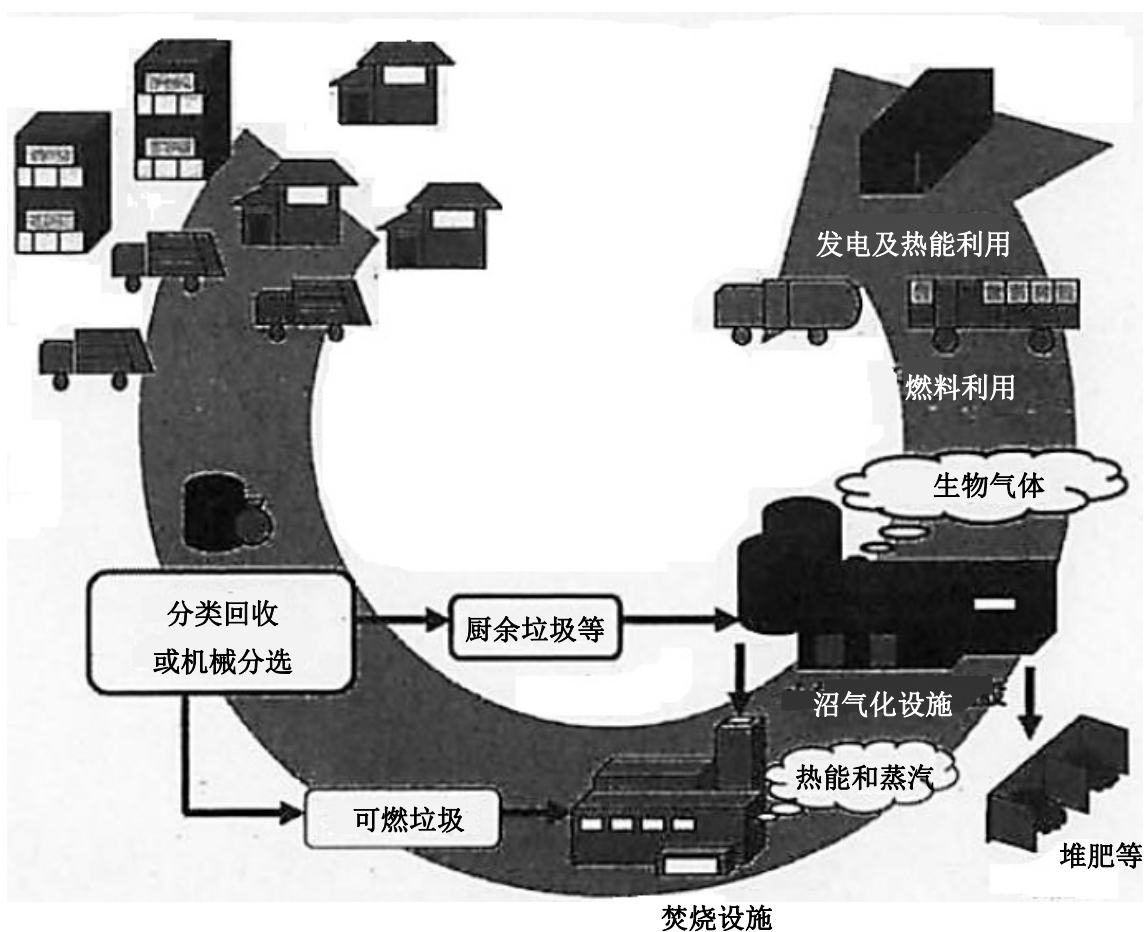 发电及热能利用
燃料利用
生物气体
分类回收
或机械分选
厨余垃圾等
沼气化设施
热能和蒸汽
可燃垃圾
堆肥等
焚烧设施